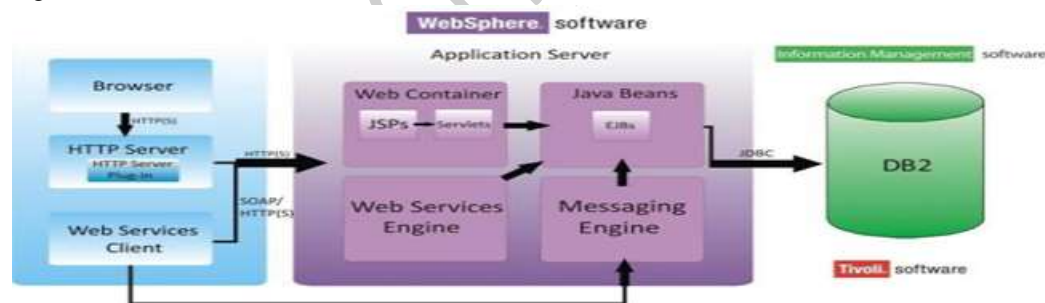 WebSphere. software
Application Server
Information Management software
Browser
HTTP(S)
HTTP Server
HTTP Server
Plug-in
Web Services
Client
HTTP(S)
SOAP/
HTTP(S)
Web Container
JSPs
Servlets
Java Beans
EJBs
Web Services
Engine
Messaging
Engine
JDBC
DB2
Tivoli. software